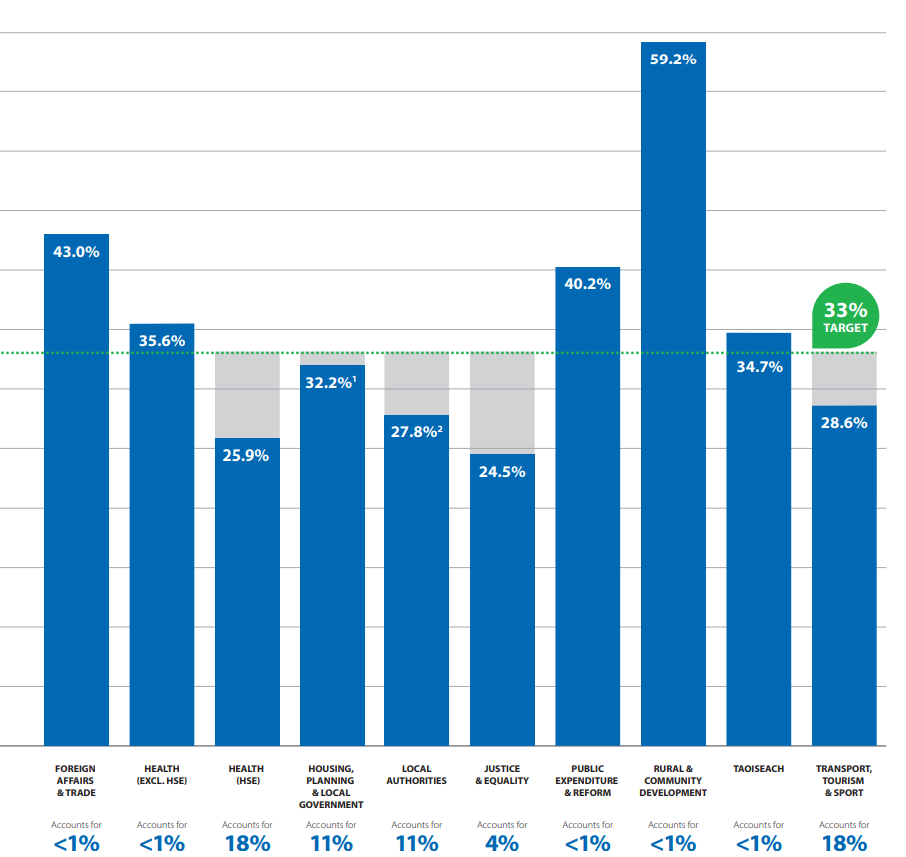 59.2%
43.0%
40.2%
33%
TARGET
35.6%
34.7%
32.2%¹
28.6%
27.8%²
25.9%
24.5%
FOREIGN
AFFAIRS
& TRADE
Accounts for
<1%
HEALTH
(EXCL. HSE)
Accounts for
<1%
HEALTH
(HSE)
Accounts for
18%
HOUSING,
PLANNING
& LOCAL
GOVERNMENT
Accounts for
11%
LOCAL
AUTHORITIES
Accounts for
11%
JUSTICE
& EQUALITY
Accounts for
4%
PUBLIC
EXPENDITURE
& REFORM
Accounts for
<1%
RURAL &
COMMUNITY
DEVELOPMENT
Accounts for
<1%
TAOISEACH
Accounts for
<1%
TRANSPORT,
TOURISM
& SPORT
Accounts for
18%